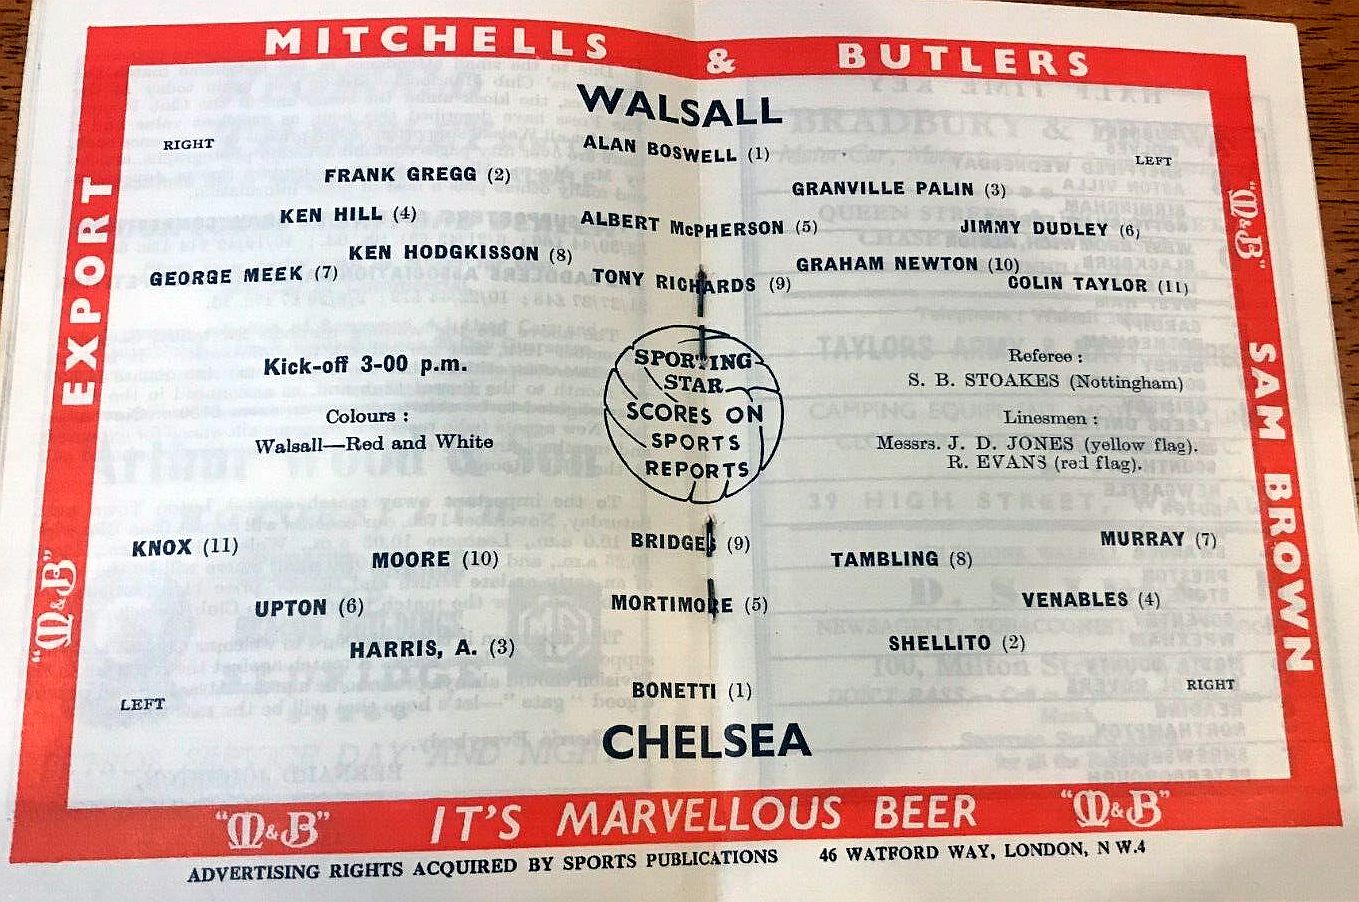 MITCHELLS & BUTLERS
WALSALL
RIGHT
LEFT
ALAN BOSWELL (1)
FRANK GREGG (2)
GRANVILLE PALIN (3)
KEN HILL (4)
ALBERT McPHERSON (5)
JIMMY DUDLEY (6)
KEN HODGKISSON (8)
GRAHAM NEWTON (10)
GEORGE MEEK (7)
TONY RICHARDS (9)
COLIN TAYLOR (11)
EXPORT
"M&B"
"M&B"
SAM BROWN
Kick-off 3-00 p.m.
Colours :
Walsall—Red and White
SPORTING
STAR
SCORES ON
SPORTS
REPORTS
Referee :
S. B. STOAKES (Nottingham)
Linesmen :
Messrs. J. D. JONES (yellow flag).
R. EVANS (red flag).
KNOX (11)
MOORE (10)
BRIDGES (9)
TAMBLING (8)
MURRAY (7)
UPTON (6)
MORTIMORE (5)
VENABLES (4)
HARRIS, A. (3)
SHELLITO (2)
BONETTI (1)
LEFT
RIGHT
CHELSEA
"M&B" IT'S MARVELLOUS BEER "M&B"
ADVERTISING RIGHTS ACQUIRED BY SPORTS PUBLICATIONS 46 WATFORD WAY, LONDON, N W.4